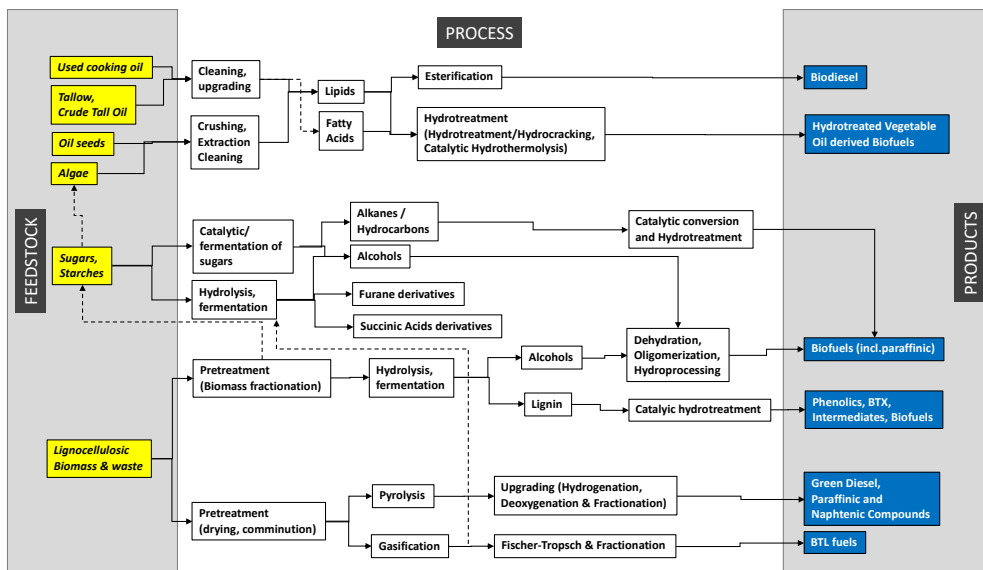 PROCESS
FEEDSTOCK
PRODUCTS
Used cooking oil
Tallow,
Crude Tall Oil
Oil seeds
Algae
Sugars,
Starches
Lignocellulosic
Biomass & waste
Cleaning,
upgrading
Crushing,
Extraction
Cleaning
Lipids
Fatty
Acids
Esterification
Hydrotreatment
(Hydrotreatment/Hydrocracking,
Catalytic Hydrothermolysis)
Biodiesel
Hydrotreated Vegetable
Oil derived Biofuels
Catalytic/
fermentation of
sugars
Hydrolysis,
fermentation
Alkanes /
Hydrocarbons
Alcohols
Furane derivatives
Succinic Acids derivatives
Catalytic conversion
and Hydrotreatment
Pretreatment
(Biomass fractionation)
Hydrolysis,
fermentation
Alcohols
Lignin
Dehydration,
Oligomerization,
Hydroprocessing
Catalyic hydrotreatment
Biofuels (incl.paraffinic)
Phenolics, BTX,
Intermediates, Biofuels
Pretreatment
(drying, comminution)
Pyrolysis
Gasification
Upgrading (Hydrogenation,
Deoxygenation & Fractionation)
Fischer-Tropsch & Fractionation
Green Diesel,
Paraffinic and
Naphtenic Compounds
BTL fuels